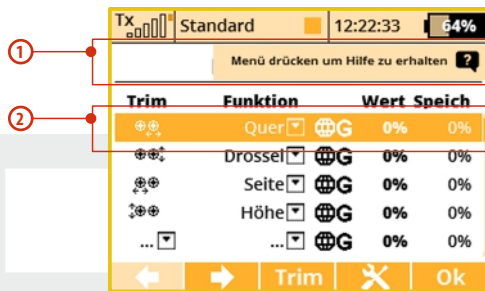 Tx Standard 12:22:33 64%
1 Menü drücken um Hilfe zu erhalten ?
Trim Funktion Wert Speich
2 Quer G 0% 0%
Drossel G 0% 0%
Seite G 0% 0%
Höhe G 0% 0%
... ... G 0% 0%
Trim Ok